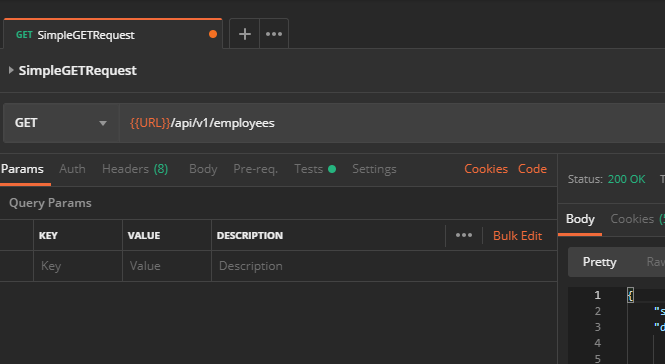 GET SimpleGETRequest
SimpleGETRequest
GET {{URL}}/api/v1/employees
Params Auth Headers (8) Body Pre-req. Tests Settings Cookies Code
Query Params
KEY VALUE DESCRIPTION ••• Bulk Edit
Key Value Description
Status: 200 OK
Body Cookies
Pretty
1 {
2 "s
3 "d
4
5